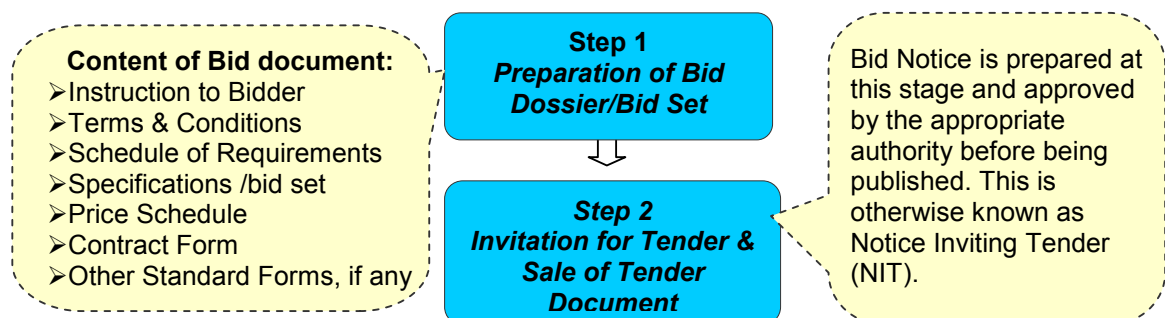 Content of Bid document:
➢Instruction to Bidder
➢Terms & Conditions
➢Schedule of Requirements
➢Specifications /bid set
➢Price Schedule
➢Contract Form
➢Other Standard Forms, if any
Step 1
Preparation of Bid
Dossier/Bid Set
Step 2
Invitation for Tender &
Sale of Tender
Document
Bid Notice is prepared at
this stage and approved
by the appropriate
authority before being
published. This is
otherwise known as
Notice Inviting Tender
(NIT).